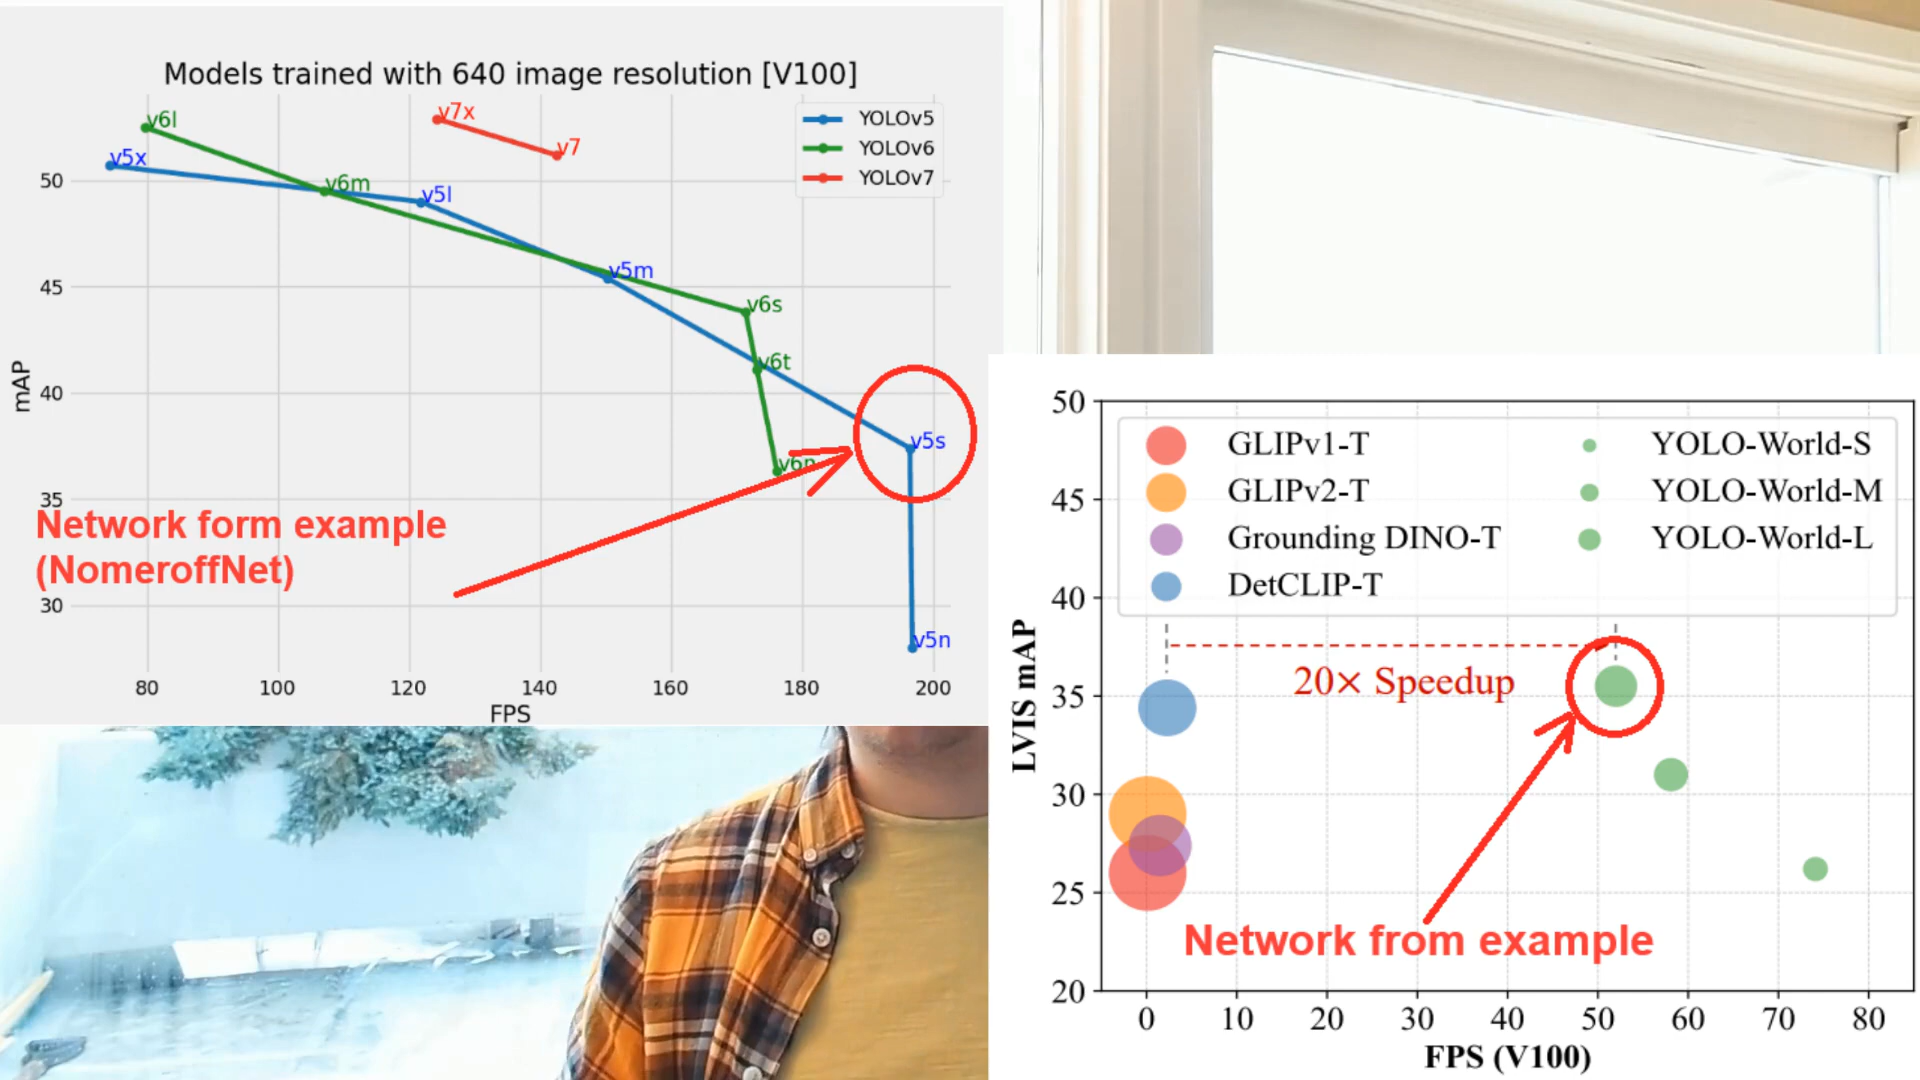 Models trained with 640 image resolution [V100]
v6l
v7x
v5x
v7
YOLOv5
YOLOv6
YOLOv7
v6m
v5l
v5m
v6s
v6t
v5s
v6n
v5n
50
45
40
35
30
mAP
80 100 120 140 160 180 200
FPS
Network form example
(NomeroffNet)
50
45
40
35
30
25
20
LVIS mAP
GLIPv1-T
GLIPv2-T
Grounding DINO-T
DetCLIP-T
YOLO-World-S
YOLO-World-M
YOLO-World-L
20× Speedup
Network from example
0 10 20 30 40 50 60 70 80
FPS (V100)